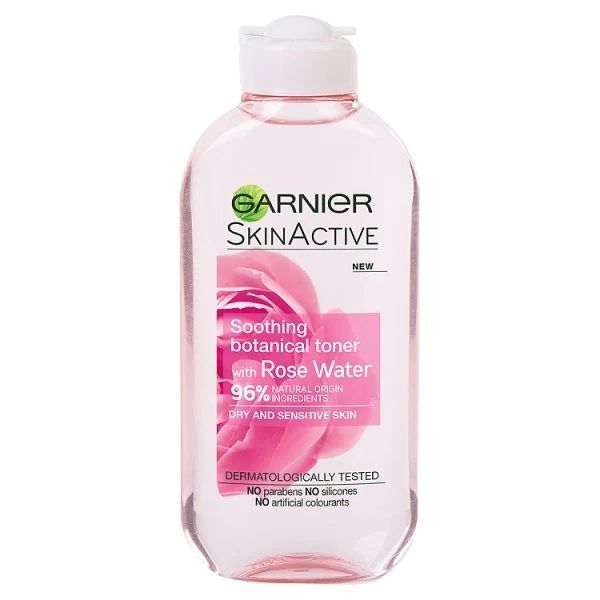 GARNIER
SKINACTIVE
NEW
Soothing
botanical toner
with Rose Water
96% NATURAL ORIGIN
INGREDIENTS
DRY AND SENSITIVE SKIN
DERMATOLOGICALLY TESTED
NO parabens NO silicones
NO artificial colourants